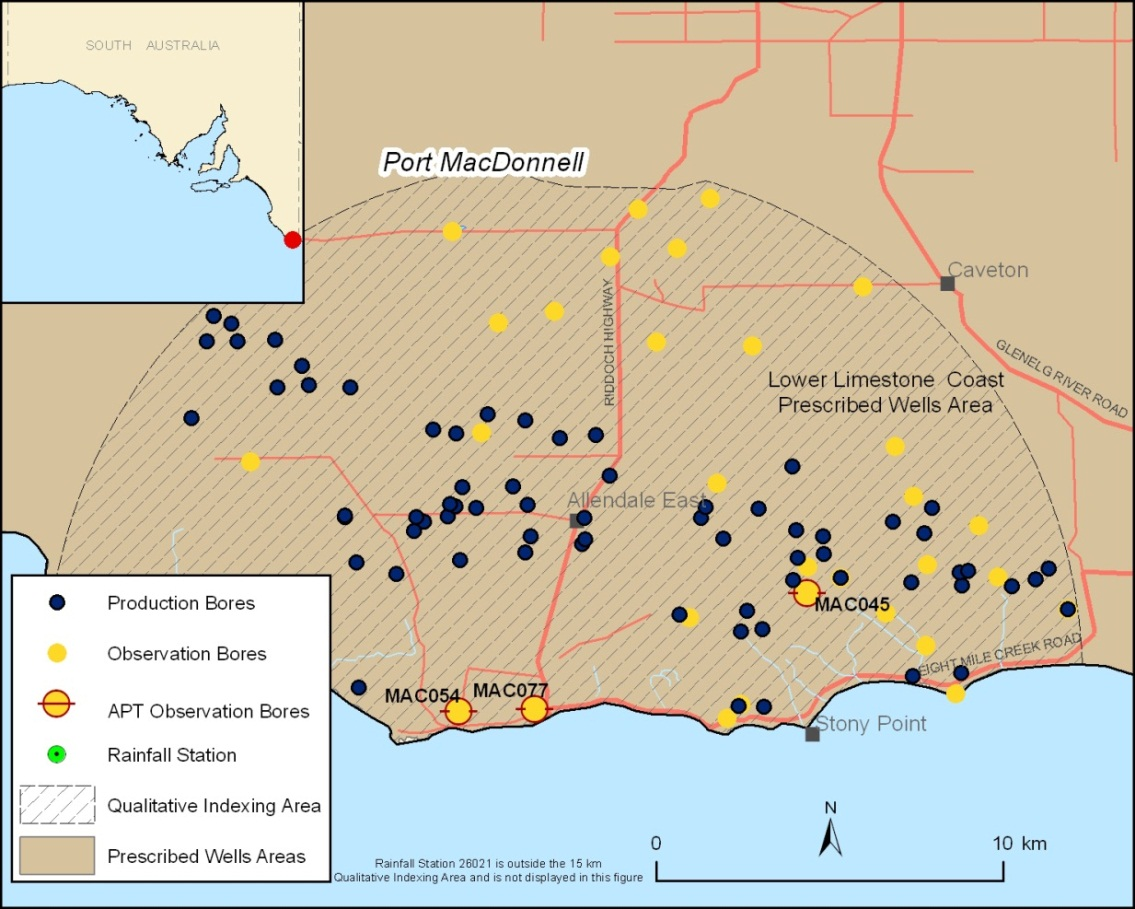 SOUTH AUSTRALIA
Port MacDonnell
Caveton
RIDDOCH HIGHWAY
GLENELG RIVER ROAD
Lower Limestone Coast
Prescribed Wells Area
Allendale East
MAC045
EIGHT MILE CREEK ROAD
MAC054
MAC077
Stony Point
Production Bores
Observation Bores
APT Observation Bores
Rainfall Station
Qualitative Indexing Area
Prescribed Wells Areas
N
0 10 km
Rainfall Station 26021 is outside the 15 km
Qualitative Indexing Area and is not displayed in this figure